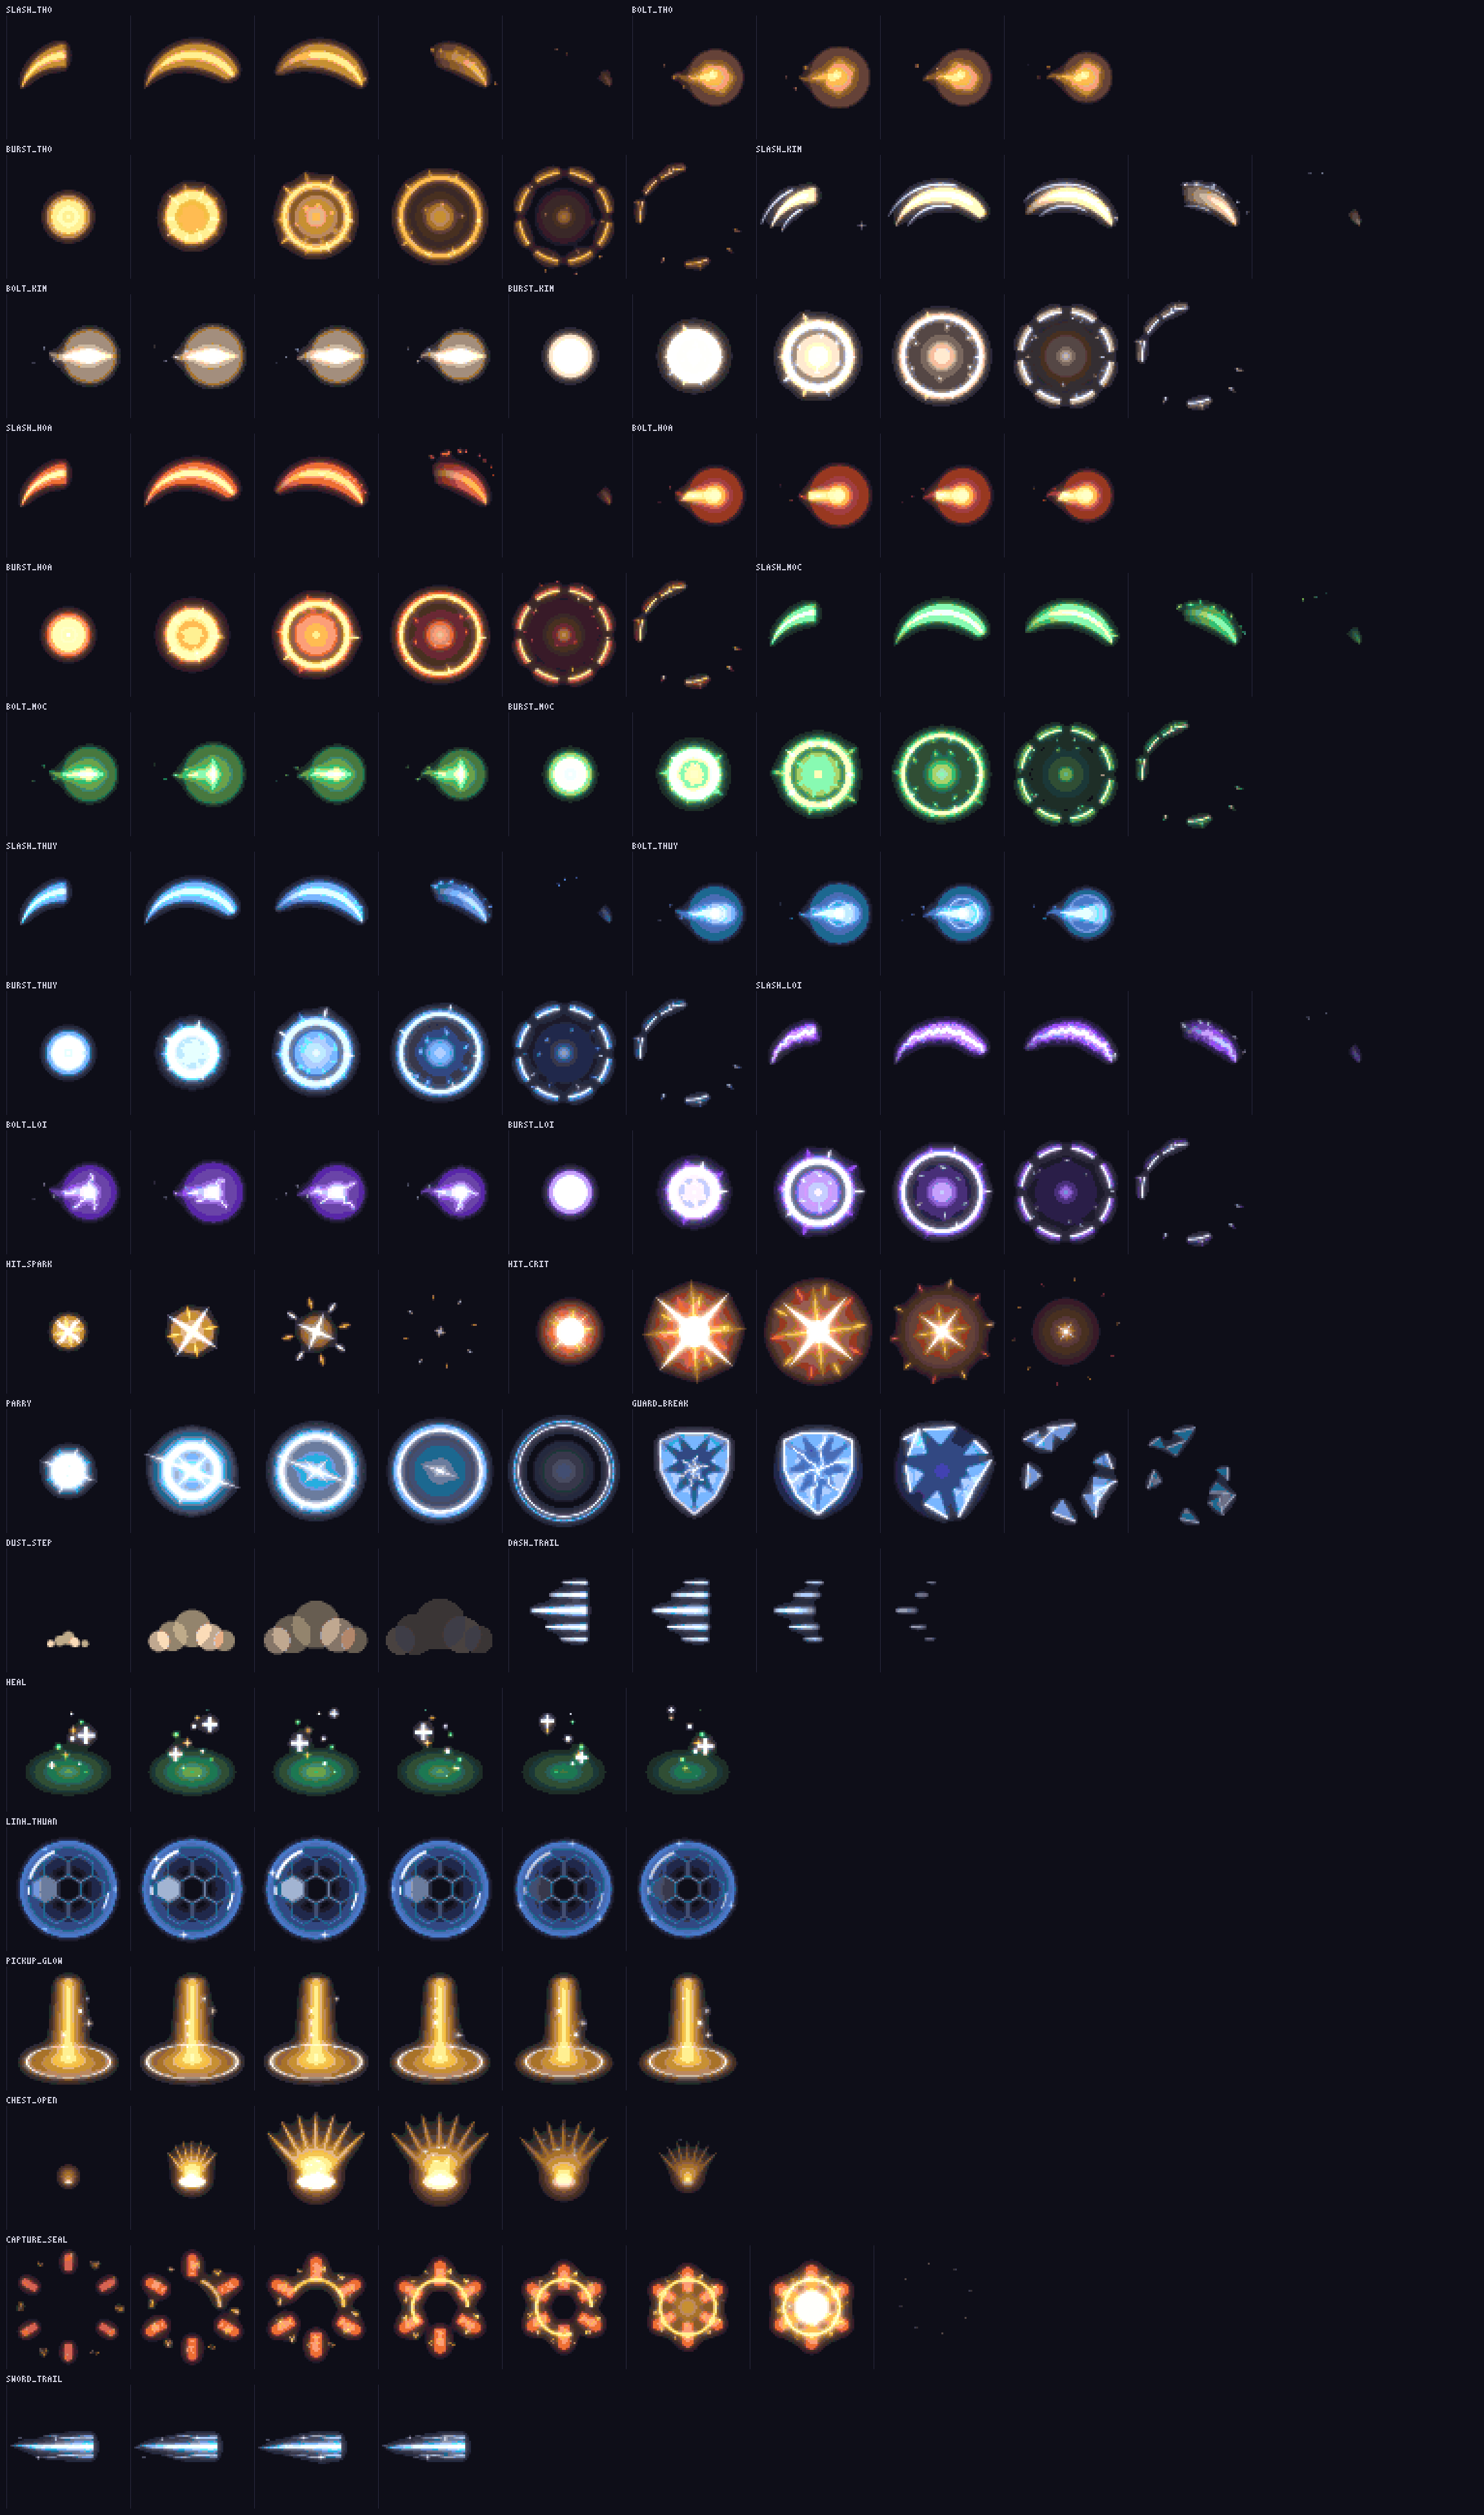 SLASH_THO
BOLT_THO
BURST_THO
SLASH_KIM
BOLT_KIM
BURST_KIM
SLASH_HOA
BOLT_HOA
BURST_HOA
SLASH_MOC
BOLT_MOC
BURST_MOC
SLASH_THUY
BOLT_THUY
BURST_THUY
SLASH_LOI
BOLT_LOI
BURST_LOI
HIT_SPARK
HIT_CRIT
PARRY
GUARD_BREAK
DUST_STEP
DASH_TRAIL
HEAL
LINH_THUAN
PICKUP_GLOW
CHEST_OPEN
CAPTURE_SEAL
SWORD_TRAIL